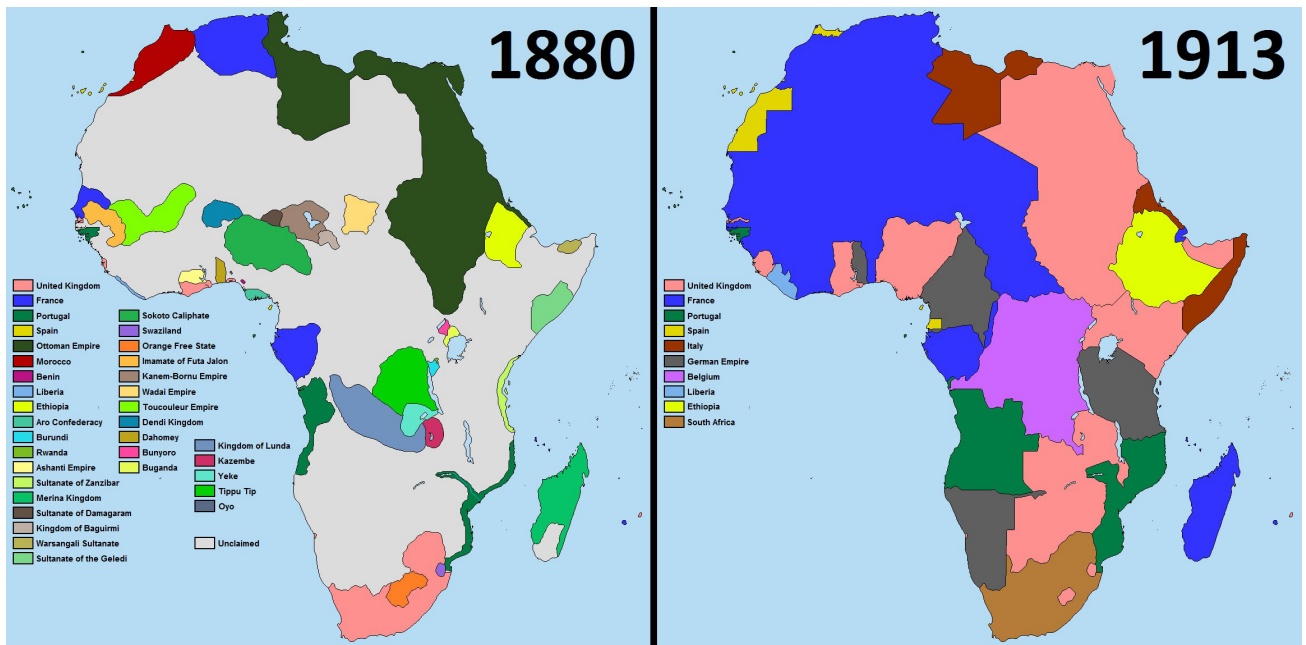 1880
United Kingdom
France
Portugal
Spain
Ottoman Empire
Morocco
Benin
Liberia
Ethiopia
Aro Confederacy
Burundi
Rwanda
Ashanti Empire
Sultanate of Zanzibar
Merina Kingdom
Sultanate of Damagaram
Kingdom of Baguirmi
Warsangali Sultanate
Sultanate of the Geledi
Sokoto Caliphate
Swaziland
Orange Free State
Imamate of Futa Jalon
Kanem-Bornu Empire
Wadai Empire
Toucouleur Empire
Dendi Kingdom
Dahomey
Bunyoro
Buganda
Kingdom of Lunda
Kazembe
Yeke
Tippu Tip
Oyo
Unclaimed
1913
United Kingdom
France
Portugal
Spain
Italy
German Empire
Belgium
Liberia
Ethiopia
South Africa